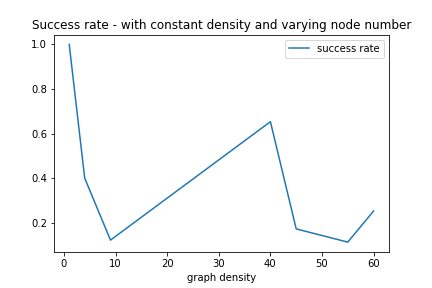 Success rate - with constant density and varying node number
success rate
1.0
0.8
0.6
0.4
0.2
0 10 20 30 40 50 60
graph density